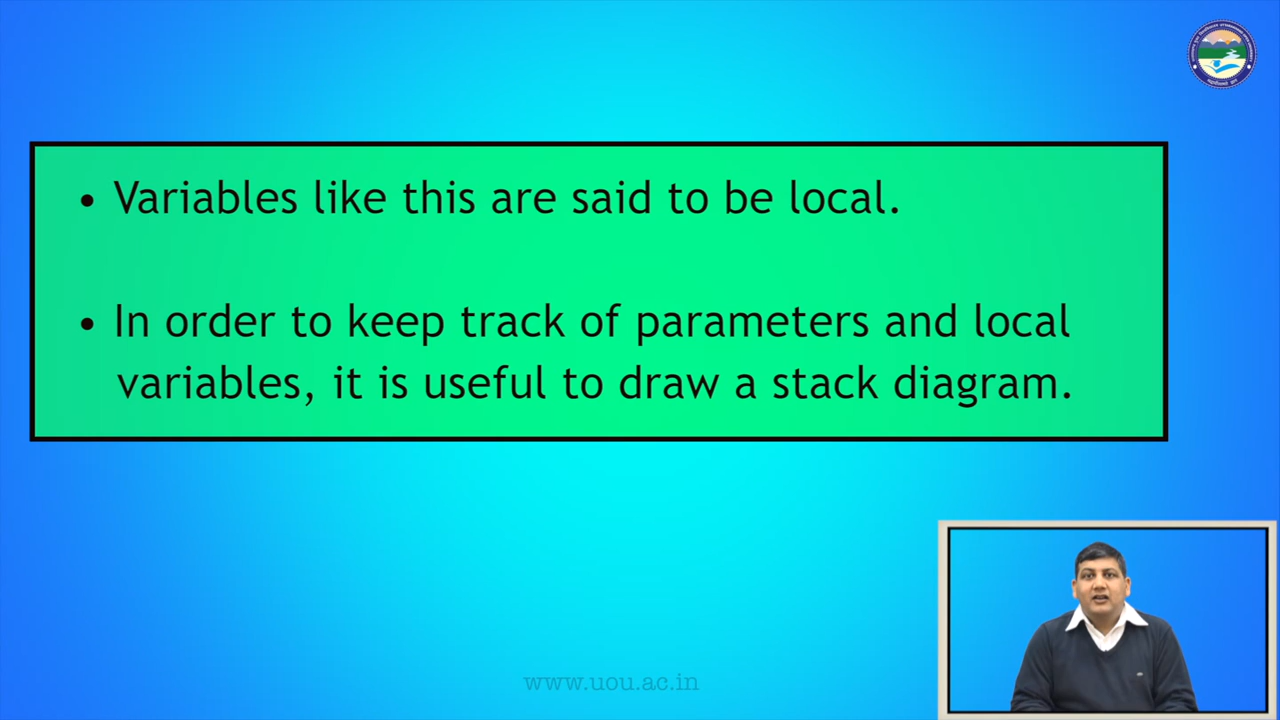 • Variables like this are said to be local.
• In order to keep track of parameters and local
variables, it is useful to draw a stack diagram.
www.uou.ac.in